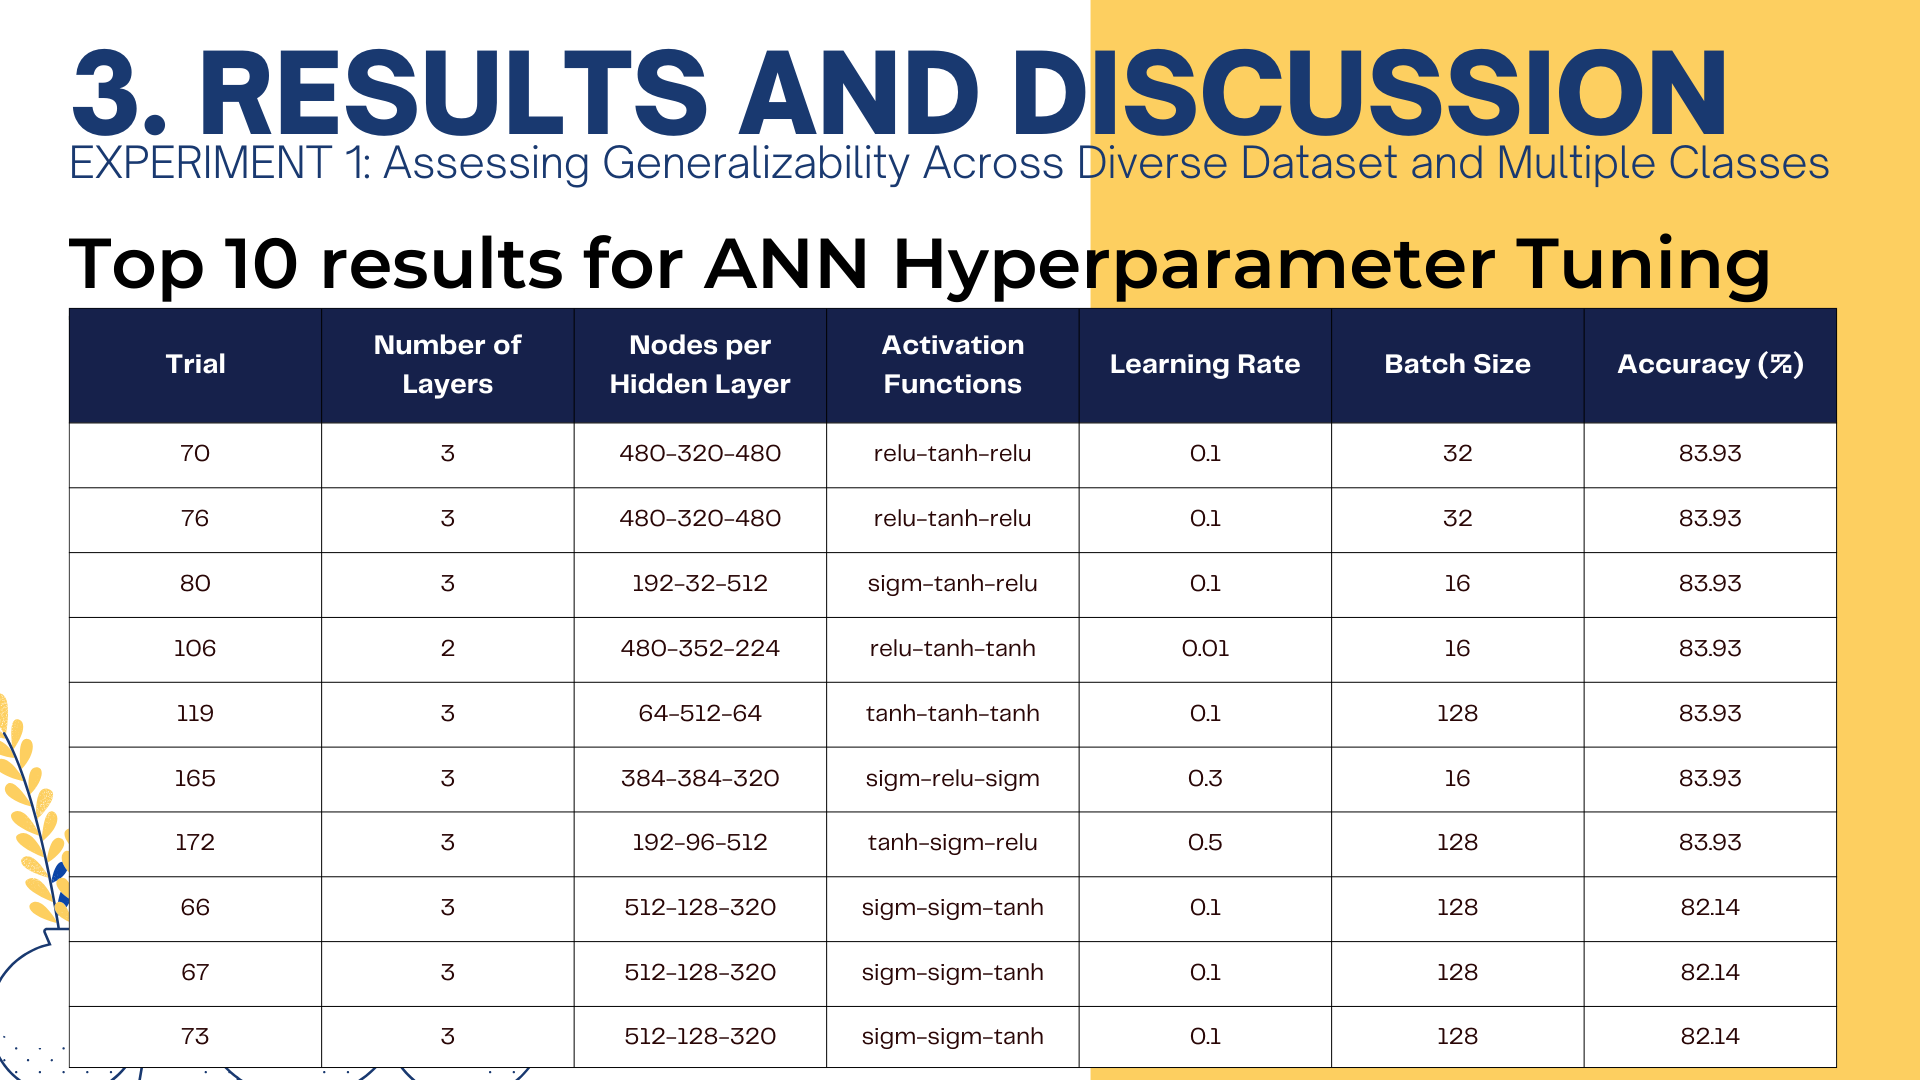 3. RESULTS AND DISCUSSION
EXPERIMENT 1: Assessing Generalizability Across Diverse Dataset and Multiple Classes
Top 10 results for ANN Hyperparameter Tuning
Trial Number of Layers Nodes per Hidden Layer Activation Functions Learning Rate Batch Size Accuracy (%)
70 3 480-320-480 relu-tanh-relu 0.1 32 83.93
76 3 480-320-480 relu-tanh-relu 0.1 32 83.93
80 3 192-32-512 sigm-tanh-relu 0.1 16 83.93
106 2 480-352-224 relu-tanh-tanh 0.01 16 83.93
119 3 64-512-64 tanh-tanh-tanh 0.1 128 83.93
165 3 384-384-320 sigm-relu-sigm 0.3 16 83.93
172 3 192-96-512 tanh-sigm-relu 0.5 128 83.93
66 3 512-128-320 sigm-sigm-tanh 0.1 128 82.14
67 3 512-128-320 sigm-sigm-tanh 0.1 128 82.14
73 3 512-128-320 sigm-sigm-tanh 0.1 128 82.14